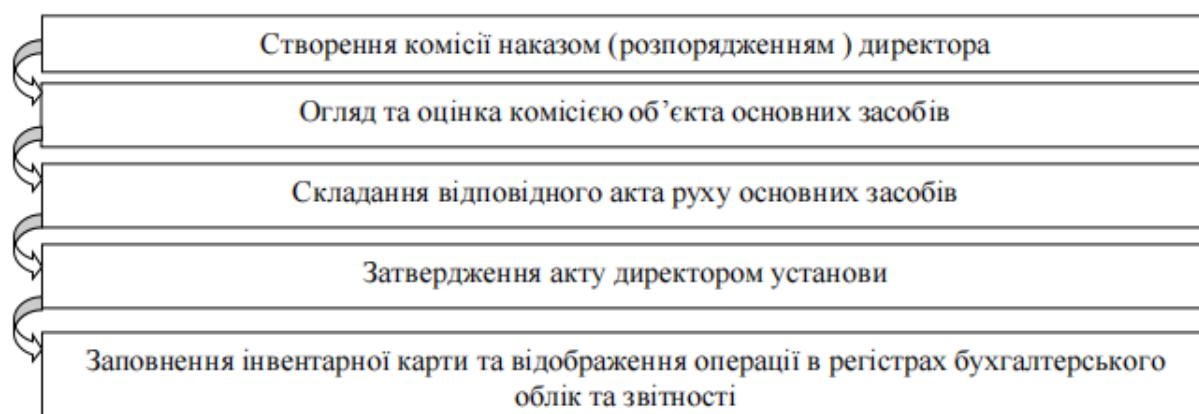 Створення комісії наказом (розпорядженням ) директора
Огляд та оцінка комісією об’єкта основних засобів
Складання відповідного акта руху основних засобів
Затвердження акту директором установи
Заповнення інвентарної карти та відображення операції в регістрах бухгалтерського
облік та звітності